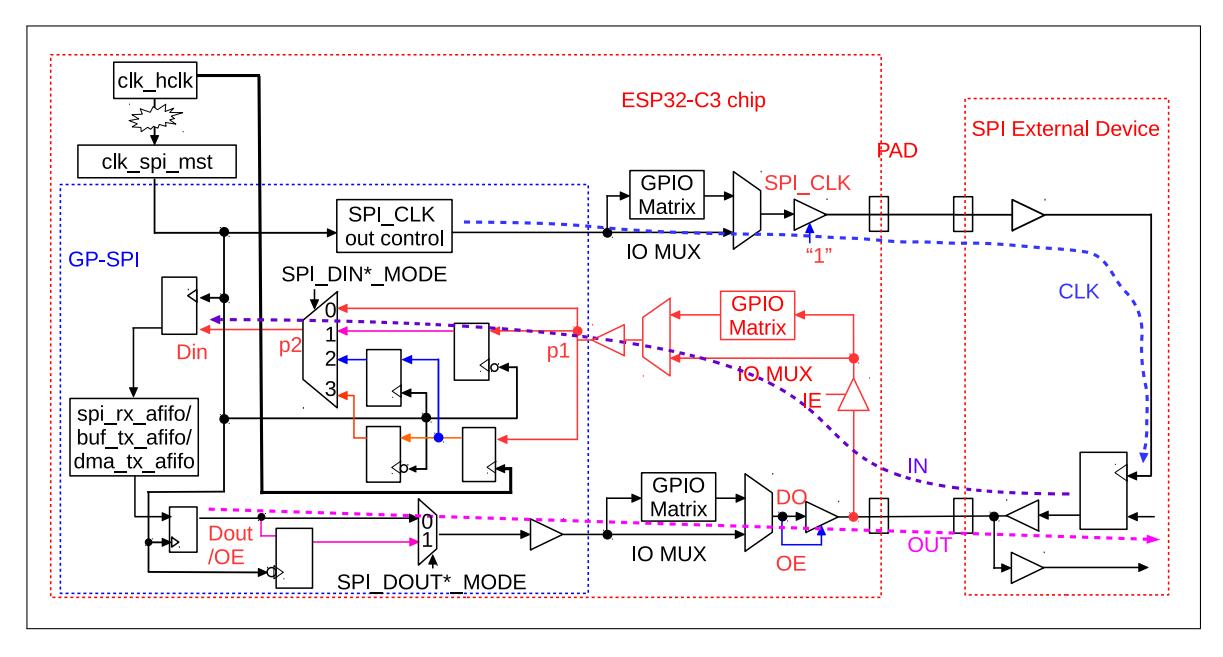 clk_hclk
ESP32-C3 chip
SPI External Device
PAD
clk_spi_mst
GPIO
Matrix
SPI_CLK
SPI_CLK
out control
GP-SPI
IO MUX
“1”
SPI_DIN*_MODE
CLK
0
1
2
3
GPIO
Matrix
Din
p2
p1
IO MUX
IE
spi_rx_afifo/
buf_tx_afifo/
dma_tx_afifo
IN
GPIO
Matrix
DO
Dout
/OE
0
1
OUT
IO MUX
OE
SPI_DOUT*_MODE